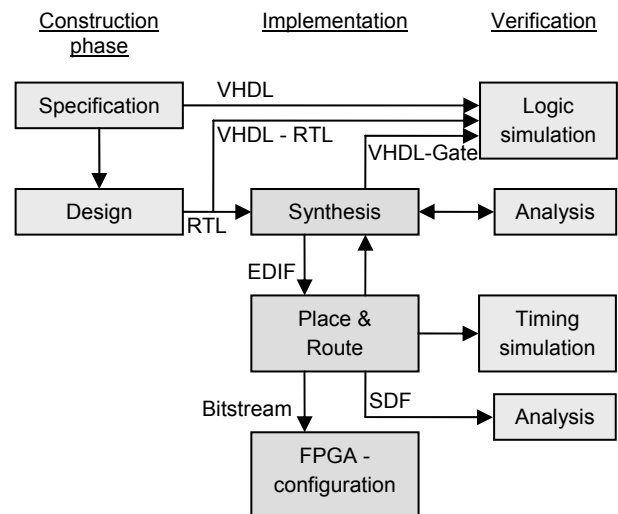 Construction
phase
Implementation
Verification
Specification
VHDL
Logic
simulation
VHDL - RTL
VHDL-Gate
Design
RTL
Synthesis
Analysis
EDIF
Place &
Route
Timing
simulation
Bitstream
SDF
Analysis
FPGA -
configuration